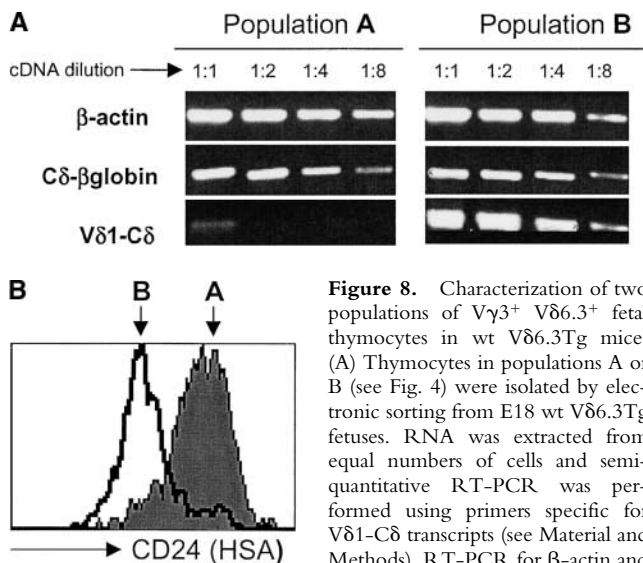 A
Population A
Population B
cDNA dilution
1:1 1:2 1:4 1:8
1:1 1:2 1:4 1:8
β-actin
Cδ-βglobin
Vδ1-Cδ
B
B
A
CD24 (HSA)
Figure 8. Characterization of two
populations of Vγ3+ Vδ6.3+ fetal
thymocytes in wt Vδ6.3Tg mice.
(A) Thymocytes in populations A or
B (see Fig. 4) were isolated by elec-
tronic sorting from E18 wt Vδ6.3Tg
fetuses. RNA was extracted from
equal numbers of cells and semi-
quantitative RT-PCR was per-
formed using primers specific for
Vδ1-Cδ transcripts (see Material and
Methods). RT-PCR for β-actin and